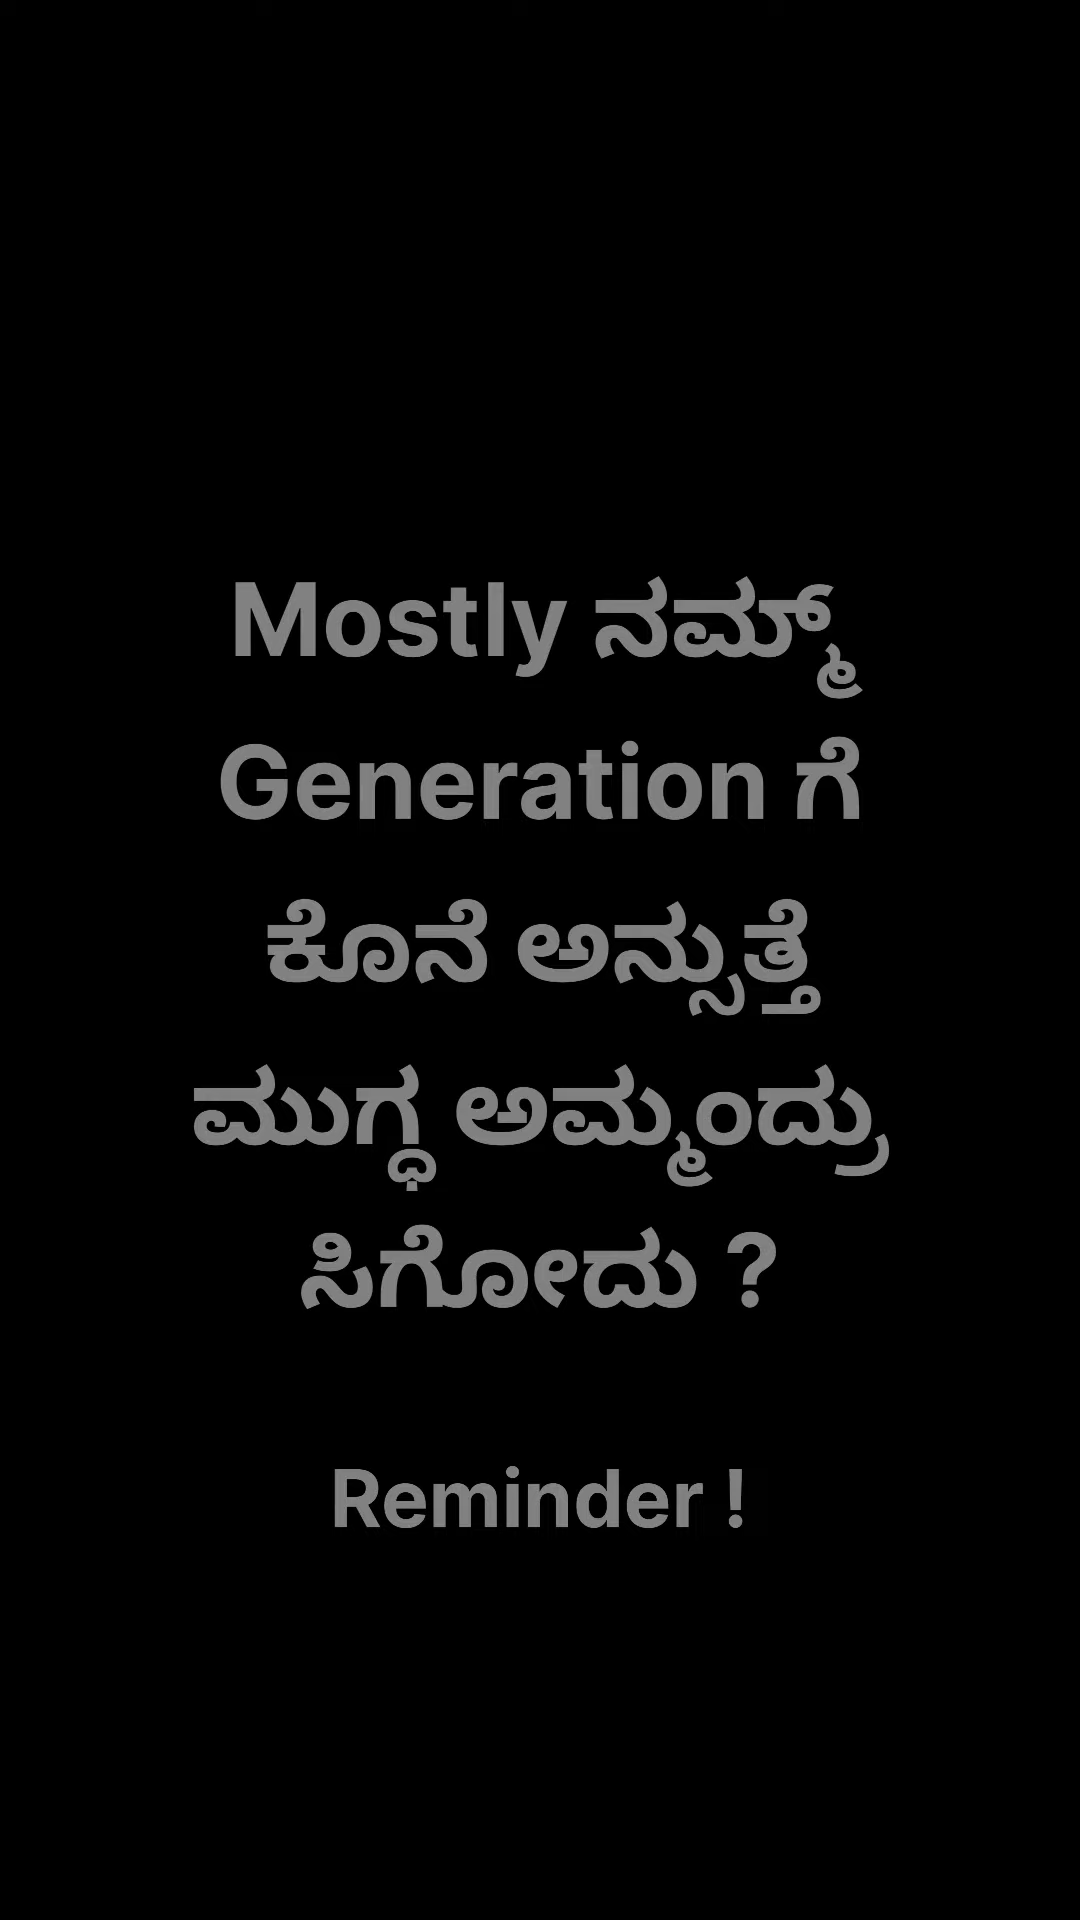 Mostly ನಮ್ಮ್
Generation ಗೆ
ಕೊನೆ ಅನ್ಸುತ್ತೆ
ಮುಗ್ಧ ಅಮ್ಮಂದ್ರು
ಸಿಗೋದು ?
Reminder !